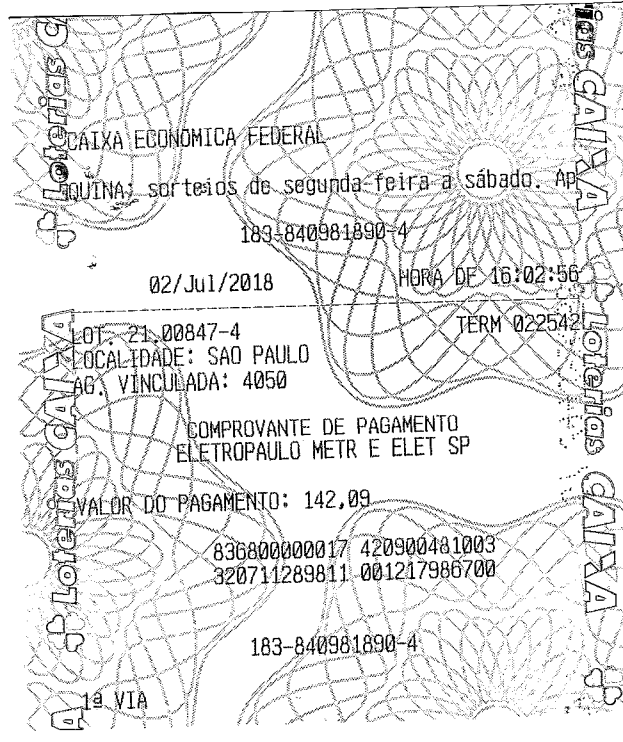 CAIXA ECONOMICA FEDERAL
QUINA: sorteios de segunda-feira a sábado. Ap
183-840981890-4
02/Jul/2018 HORA DF 16:02:56
LOT. 21.00847-4 TERM 022542
LOCALIDADE: SAO PAULO
AG. VINCULADA: 4050
COMPROVANTE DE PAGAMENTO
ELETROPAULO METR E ELET SP
VALOR DO PAGAMENTO: 142,09
836800000017 420900481003
320711289811 001217986700
183-840981890-4
1ª VIA
Loterias CAIXA
Loterias CAIXA
Loterias CAIXA